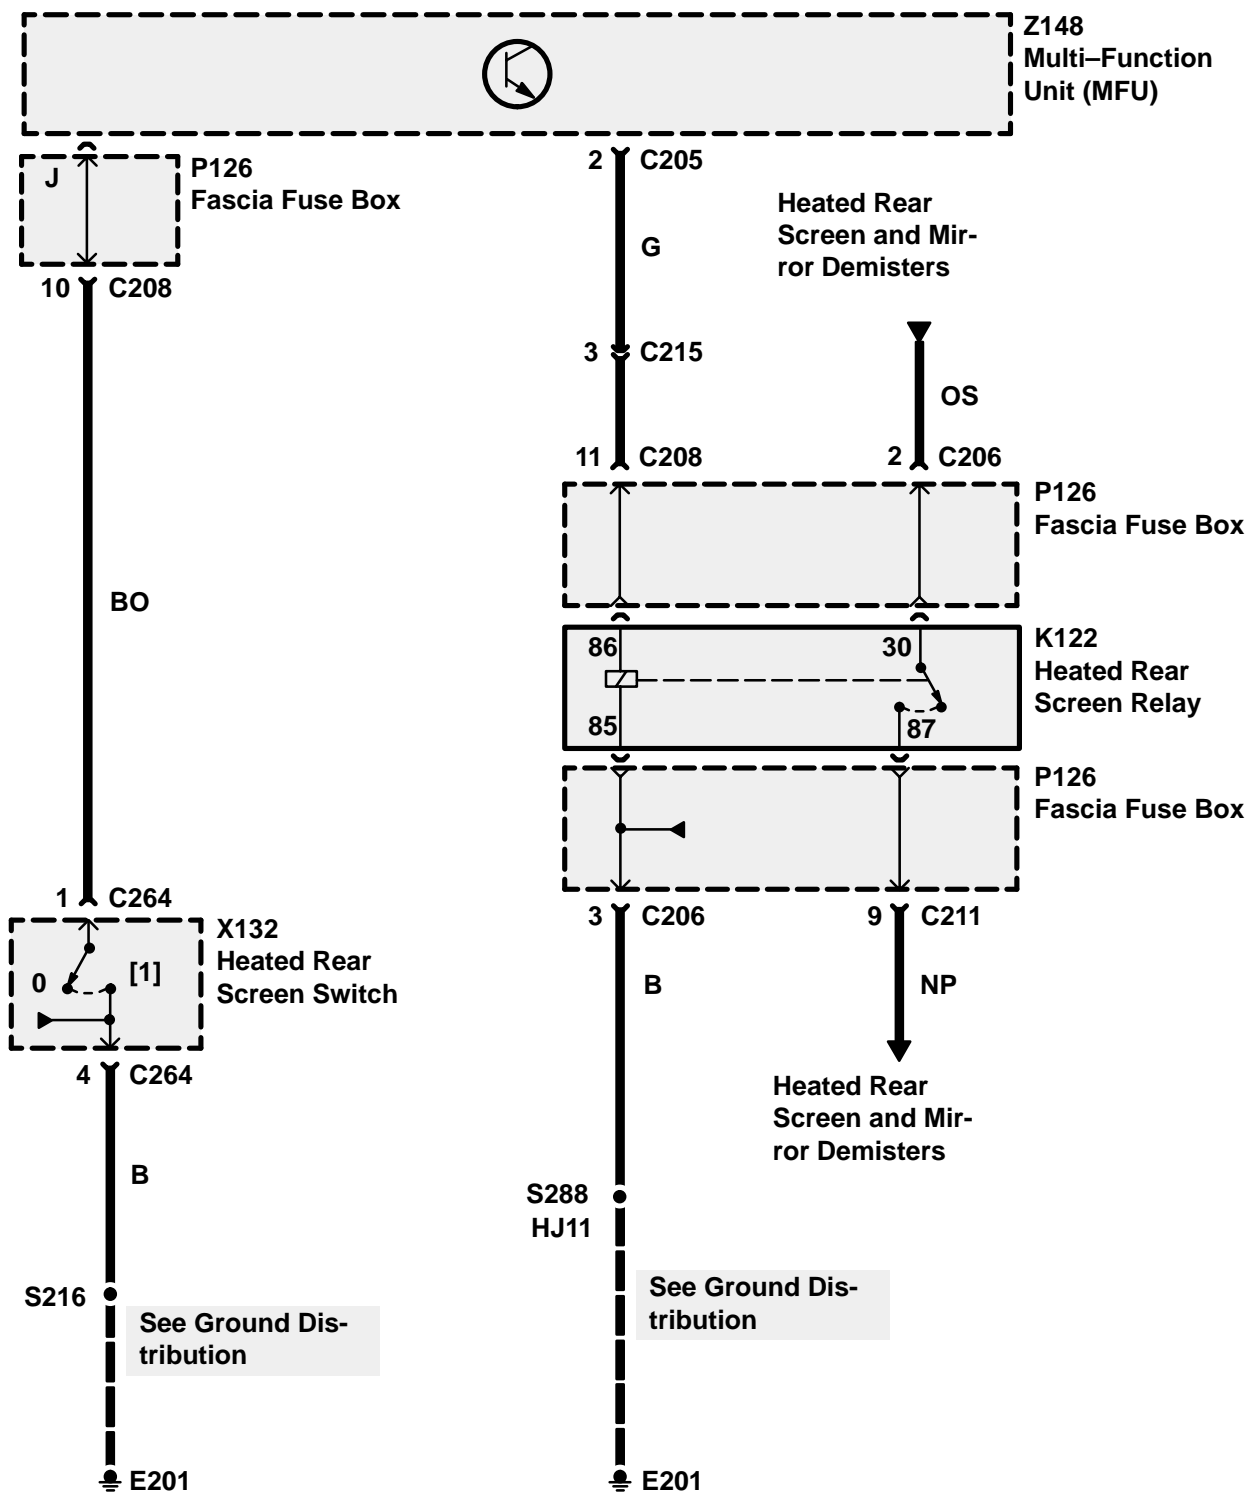 Z148
Multi–Function
Unit (MFU)
J
P126
Fascia Fuse Box
10 C208
2 C205
G
Heated Rear
Screen and Mir-
ror Demisters
3 C215
OS
11 C208
2 C206
P126
Fascia Fuse Box
BO
86
30
85
87
K122
Heated Rear
Screen Relay
P126
Fascia Fuse Box
1 C264
X132
Heated Rear
Screen Switch
0
[1]
3 C206
9 C211
B
NP
4 C264
Heated Rear
Screen and Mir-
ror Demisters
B
S288
HJ11
S216
See Ground Dis-
tribution
See Ground Dis-
tribution
E201
E201